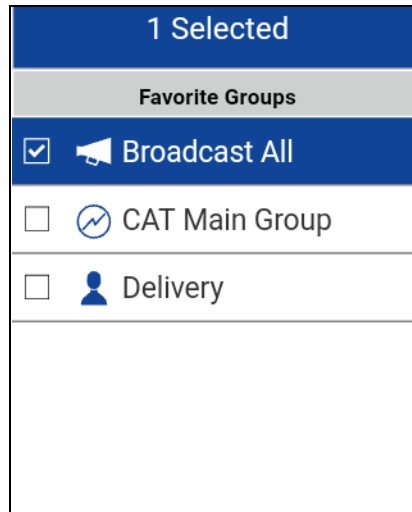 1 Selected
Favorite Groups
Broadcast All
CAT Main Group
Delivery